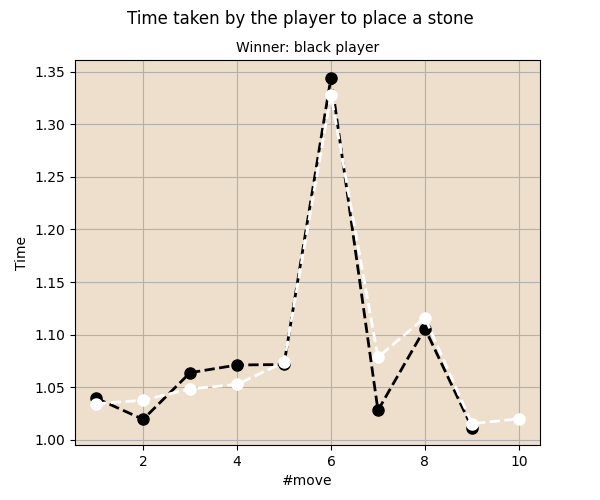 Time taken by the player to place a stone
Winner: black player
1.35
1.30
1.25
1.20
1.15
1.10
1.05
1.00
Time
2 4 6 8 10
#move